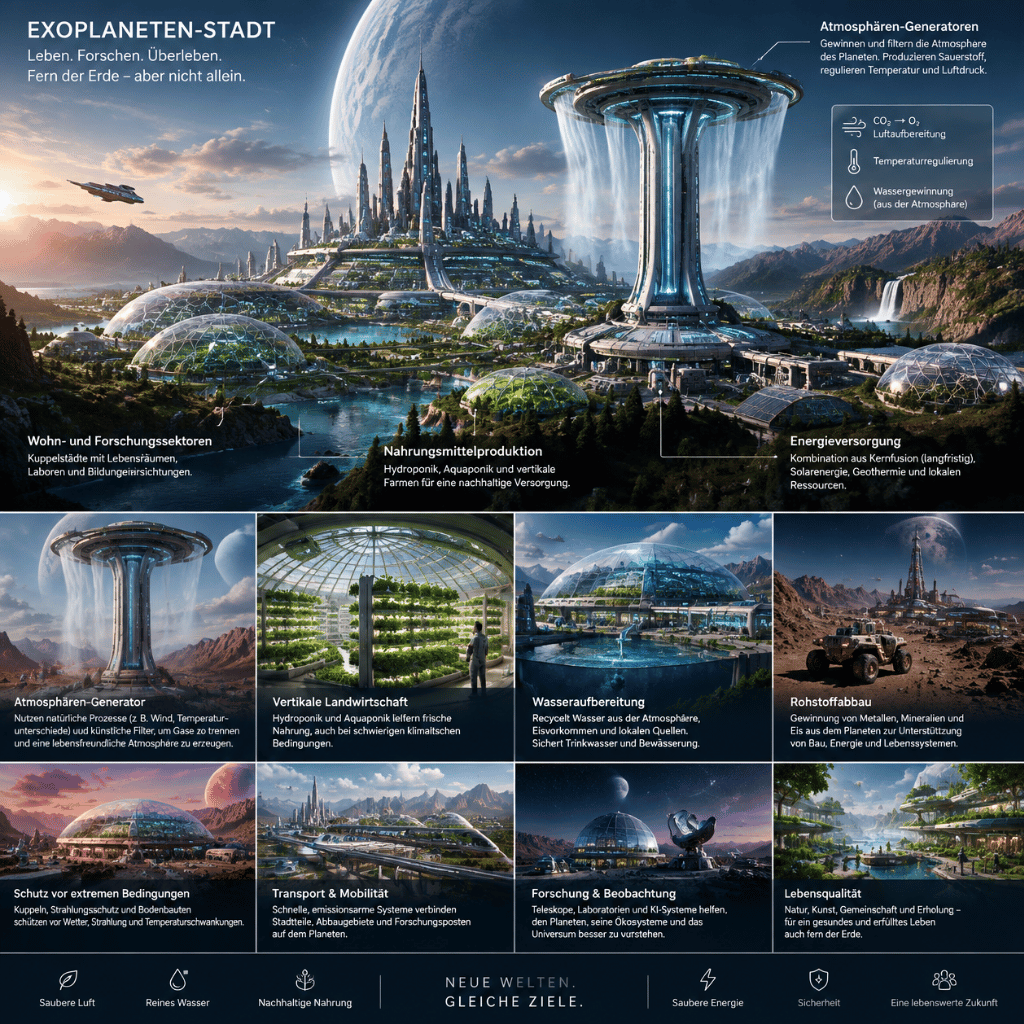 EXOPLANETEN-STADT
Leben. Forschen. Überleben.
Fern der Erde – aber nicht allein.
Atmosphären-Generatoren
Gewinnen und filtern die Atmosphere
des Planeten. Produzieren Sauerstoff,
regulieren Temperatur und Luftdruck.
CO₂ → O₂
Luftaufbereitung
Temperaturregulierung
Wassergewinnung
(aus der Atmosphare)
Wohn- und Forschungssektoren
Kuppelstädte mit Lebensräumen,
Laboren und Bildungeinrsichtungen.
Nahrungsmittelproduktion
Hydroponik, Aquaponik und vertikale
Farmen für eine nachhaltige Versorgung.
Energieversorgung
Kombination aus Kernfusion (langfristig),
Solarenergie, Geothermie und lokalen
Ressourcen.
Atmosphären-Generator
Nutzen natürliche Prozesse (z. B. Wind, Temperatur-
unterschiede) uud künstliche Filter, um Gase zo trennen
und eine lebensfreundliche Atmosphäre zu erzeugen.
Vertikale Landwirtschaft
Hydroponik und Aquaponik lelfern frische
Nahrung, auch bei schwierigen klimaltschen
Bedingungen.
Wasseraufbereitung
Recycelt Wasser aus der Atmosphäre,
Eisvorkommen und lokalen Quellen.
Sichert Trinkwasser und Bewässerung.
Rohstoffabbau
Gewinnung von Metallen, Mineralien und
Eis aus dem Planeten zur Unterstützung
von Bau, Energie und Lebenssystemen.
Schutz vor extremen Bedingungen
Kuppeln, Strahlungsschutz und Bodenbauten
schützen vor Wetter, Strahlung und Temperaturschwankungen.
Transport & Mobilität
Schnelle, emissionsarme Systeme verbinden
Stadtteile, Abbaugebiete und Forschungsposten
auf dem Planeten.
Forschung & Beobachtung
Teleskope, Laboratorien und KI-Systeme helfen,
den Planeten, seine Ökosysteme und das
Universum besser zu vurstehen.
Lebensqualität
Natur, Kunst, Gemeinschaft und Erholung –
für ein gesundes und erfülltes Leben
auch fern der Erde.
Saubere Luft
Reines Wasser
Nachhaltige Nahrung
NEUE WELTEN.
GLEICHE ZIELE.
Saubere Energie
Sicherheit
Eine lebenswerte Zukunft